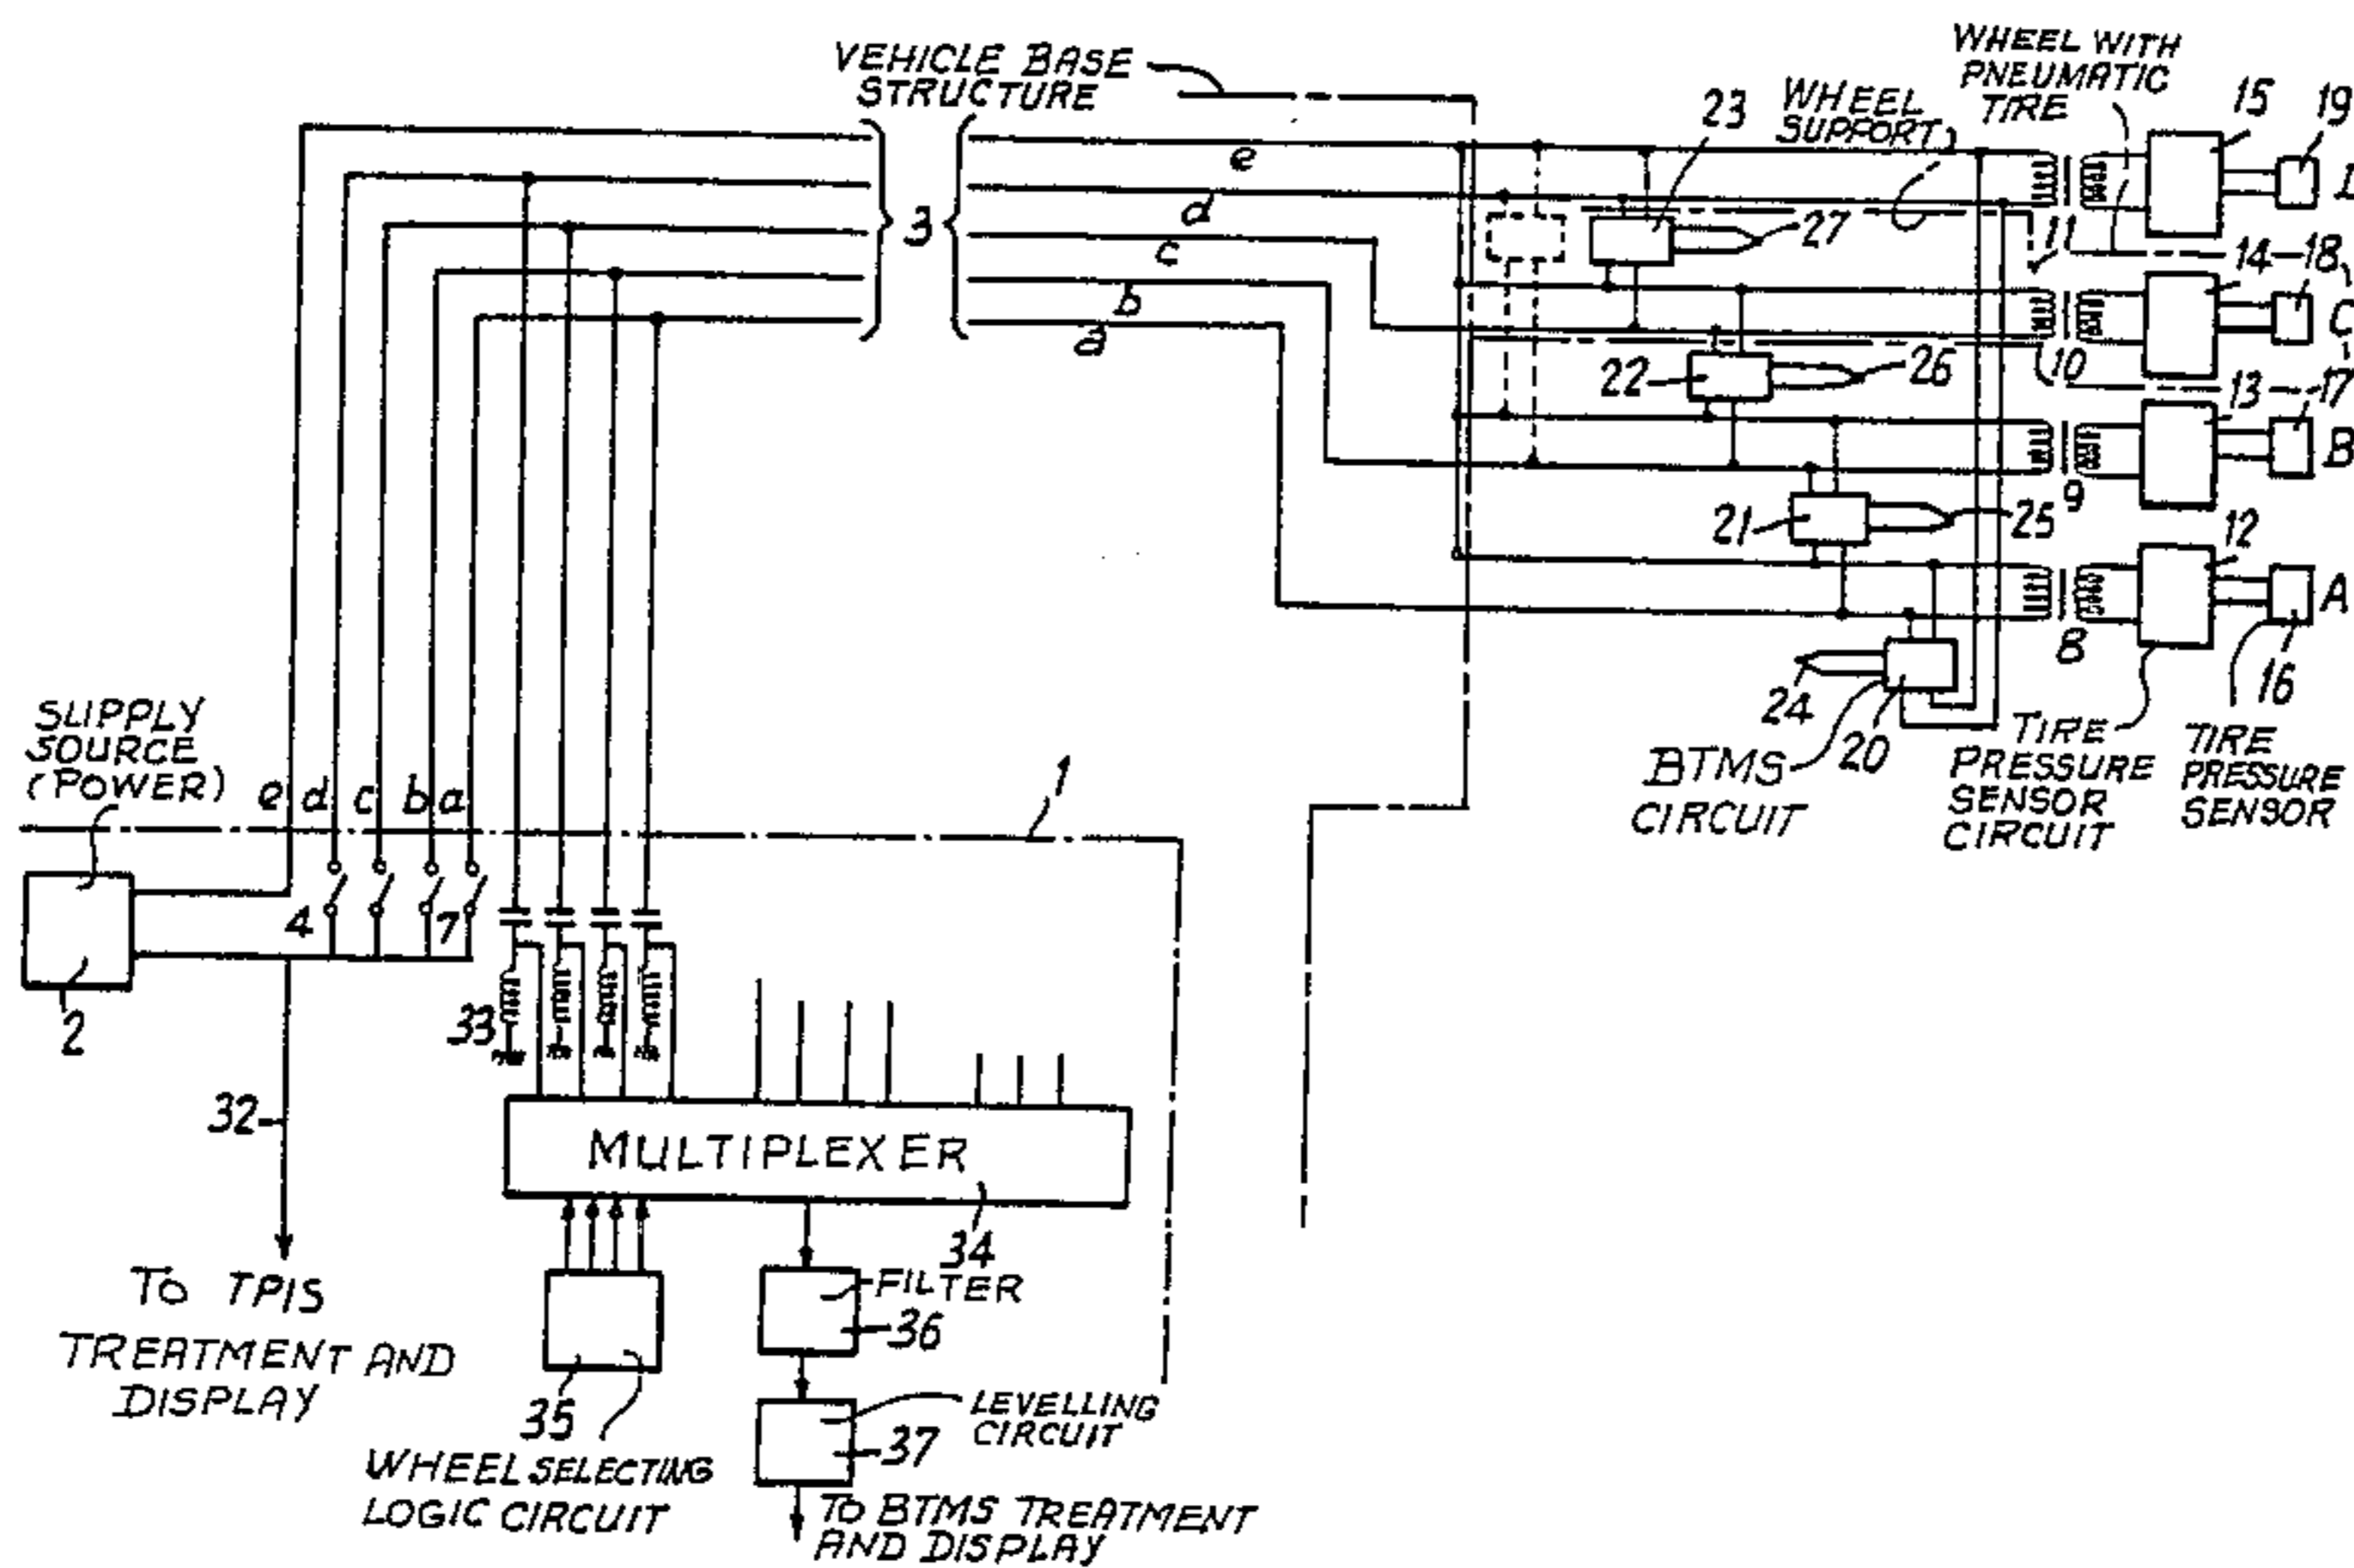 VEHICLE BASE
STRUCTURE
WHEEL WITH
PNEUMATIC
TIRE
WHEEL
SUPPORT
23
15
19
e
d
c
b
a
3
27
11
14
18
C
22
26
10
13
17
B
21
25
9
12
A
8
16
24
20
BTMS
CIRCUIT
TIRE
PRESSURE
SENSOR
CIRCUIT
TIRE
PRESSURE
SENSOR
SUPPLY
SOURCE
(POWER)
e d c b a
1
4
7
2
33
32
MULTIPLEXER
34
TO TPIS
TREATMENT AND
DISPLAY
FILTER
36
35
WHEEL SELECTING
LOGIC CIRCUIT
LEVELLING
CIRCUIT
37
TO BTMS TREATMENT
AND DISPLAY